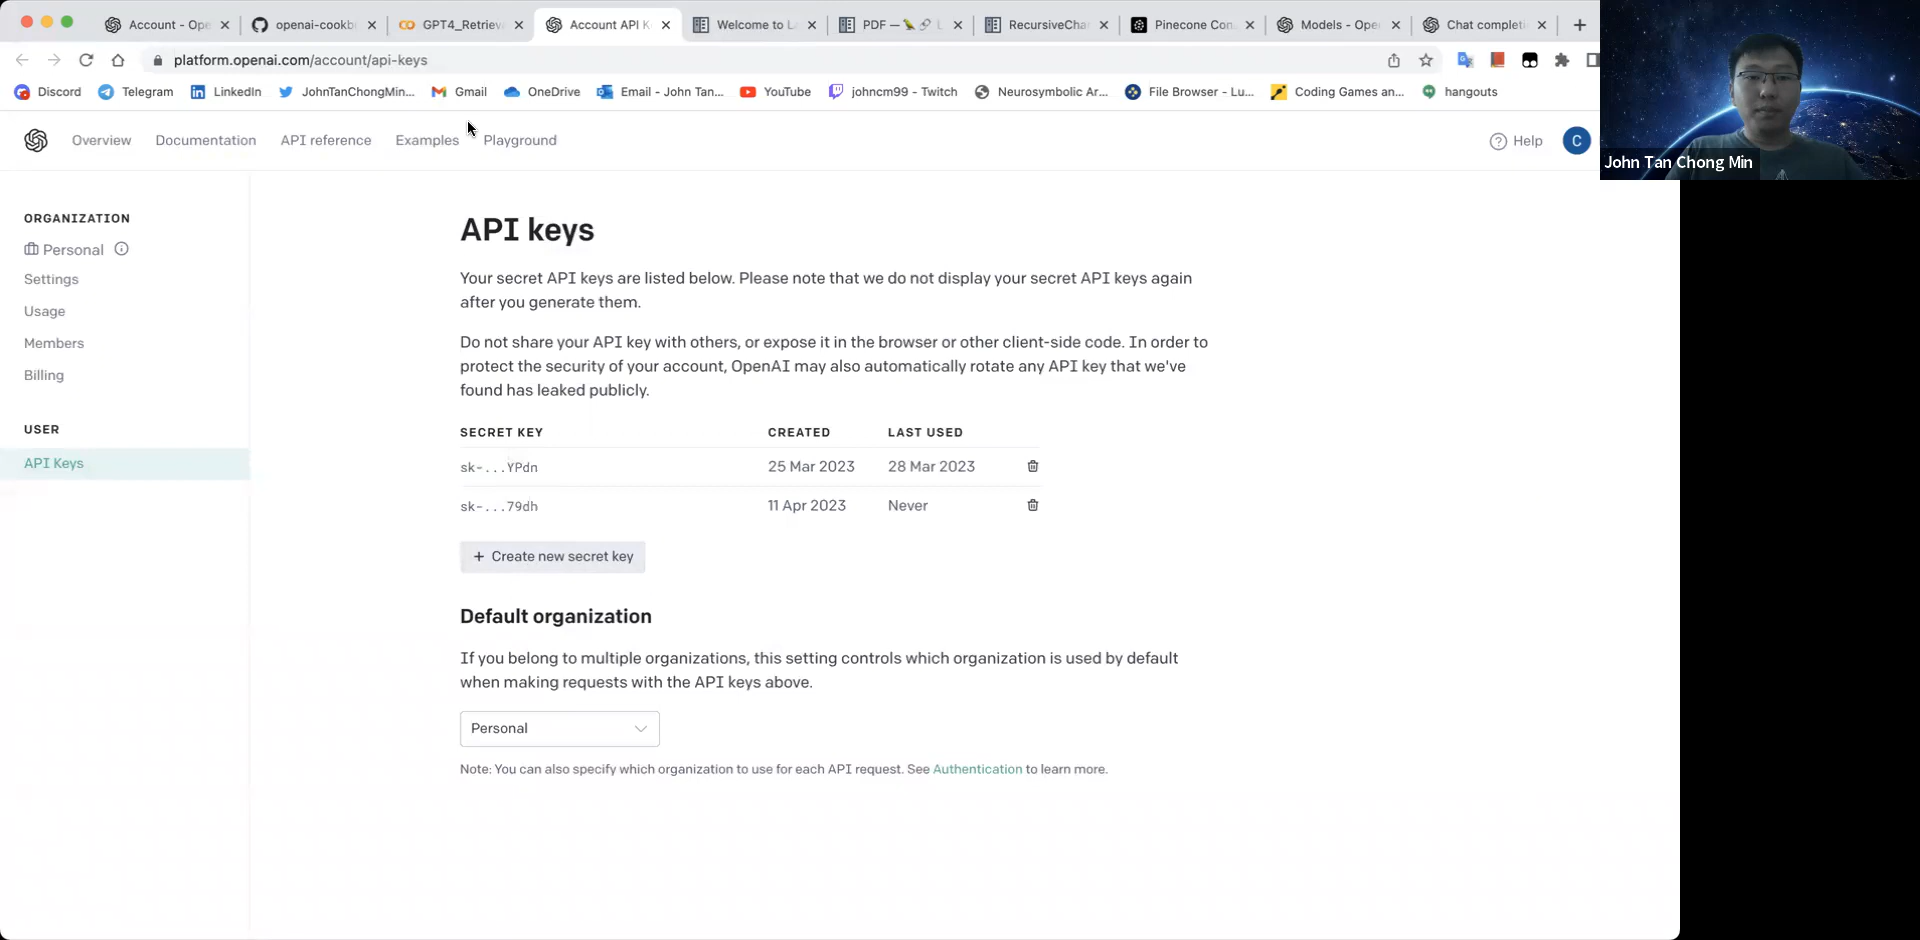 Account - Ope
openai-cookb
GPT4_Retriev
Account API K
Welcome to L
PDF —
RecursiveCha
Pinecone Con
Models - Ope
Chat completi
platform.openai.com/account/api-keys
Discord
Telegram
LinkedIn
JohnTanChongMin...
Gmail
OneDrive
Email - John Tan...
YouTube
johncm99 - Twitch
Neurosymbolic Ar...
File Browser - Lu...
Coding Games an...
hangouts
Overview
Documentation
API reference
Examples
Playground
Help
C
John Tan Chong Min
ORGANIZATION
Personal
Settings
Usage
Members
Billing
USER
API Keys
API keys
Your secret API keys are listed below. Please note that we do not display your secret API keys again
after you generate them.
Do not share your API key with others, or expose it in the browser or other client-side code. In order to
protect the security of your account, OpenAI may also automatically rotate any API key that we've
found has leaked publicly.
SECRET KEY CREATED LAST USED
sk-...YPdn 25 Mar 2023 28 Mar 2023
sk-...79dh 11 Apr 2023 Never
+ Create new secret key
Default organization
If you belong to multiple organizations, this setting controls which organization is used by default
when making requests with the API keys above.
Personal
Note: You can also specify which organization to use for each API request. See Authentication to learn more.